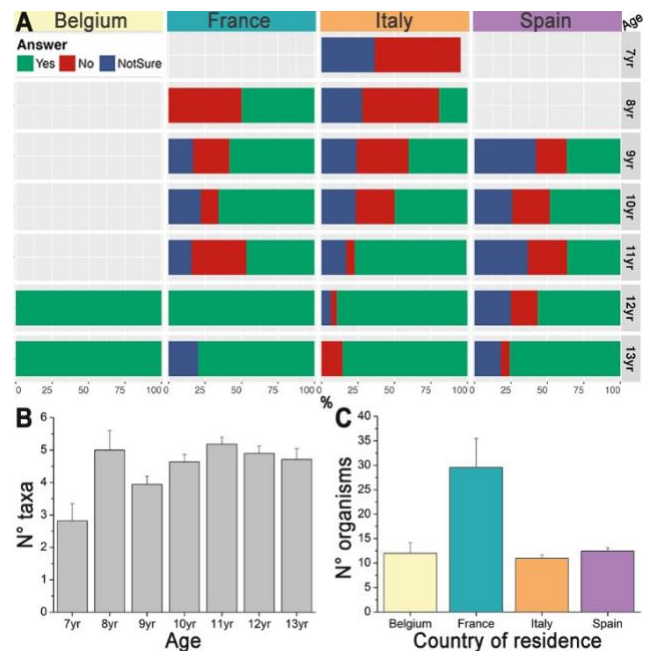 A Belgium France Italy Spain Age
Answer
Yes No NotSure
7yr
8yr
9yr
10yr
11yr
12yr
13yr
0 25 50 75 100 0 25 50 75 100 0 25 50 75 100 0 25 50 75 100
%
B
N° taxa
6
5
4
3
2
1
0
7yr 8yr 9yr 10yr 11yr 12yr 13yr
Age
C
N° organisms
40
35
30
25
20
15
10
5
0
Belgium France Italy Spain
Country of residence